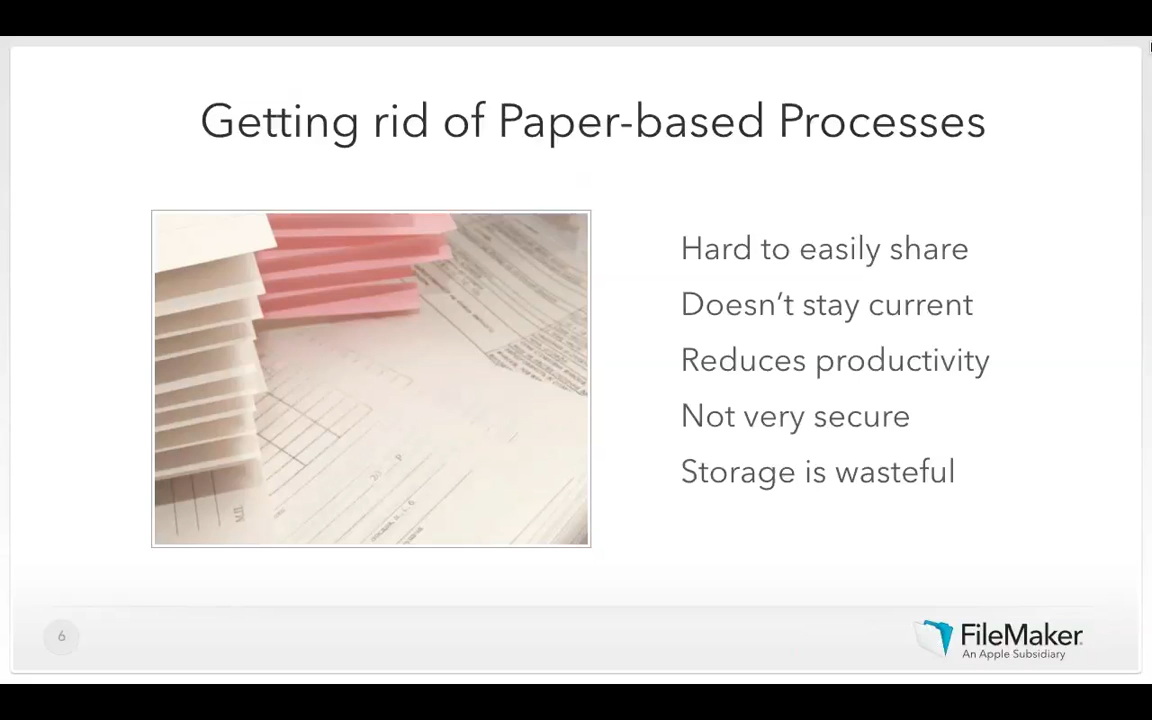 Getting rid of Paper-based Processes
Hard to easily share
Doesn't stay current
Reduces productivity
Not very secure
Storage is wasteful
6
FileMaker
An Apple Subsidiary